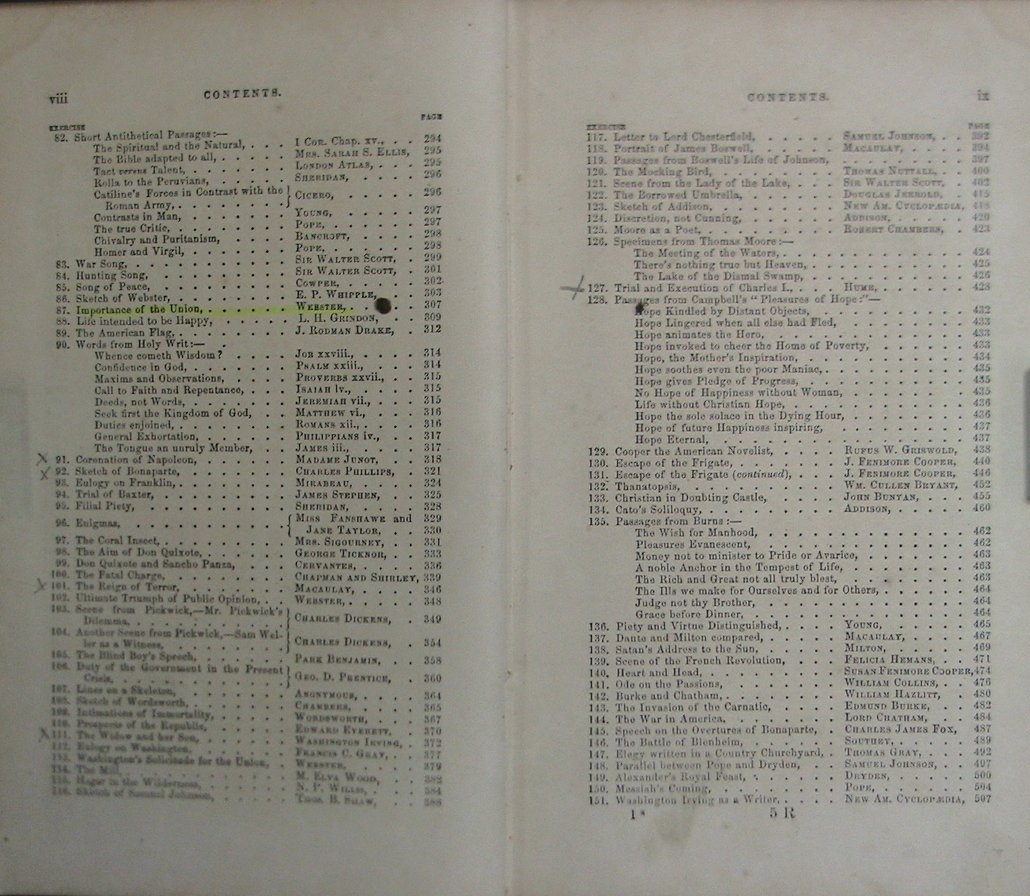 viii
CONTENTS.
EXERCISE PAGE
82. Short Antithetical Passages:—
The Spiritual and the Natural, . . . I COR. CHAP. XV., . . 294
The Bible adapted to all, . . . . . MRS. SARAH S. ELLIS, 295
Tact versus Talent, . . . . . . LONDON ATLAS, . . 295
Rolla to the Peruvians, . . . . . SHERIDAN, . . . . 296
Catiline's Forces in Contrast with the
Roman Army, . . . . . . . CICERO, . . . . 296
Contrasts in Man, . . . . . . YOUNG, . . . . . 297
The true Critic, . . . . . . . POPE, . . . . . 297
Chivalry and Puritanism, . . . . BANCROFT, . . . . 298
Homer and Virgil, . . . . . . POPE, . . . . . 298
83. War Song, . . . . . . . . SIR WALTER SCOTT, . 299
84. Hunting Song, . . . . . . . SIR WALTER SCOTT, . 301
85. Song of Peace, . . . . . . . COWPER, . . . . 302
86. Sketch of Webster, . . . . . . E. P. WHIPPLE, . . 303
87. Importance of the Union, . . . . WEBSTER, . . . . 307
88. Life intended to be Happy, . . . . L. H. GRINDON, . . 309
89. The American Flag, . . . . . . J. RODMAN DRAKE, . 312
90. Words from Holy Writ:—
Whence cometh Wisdom? . . . . JOB xxviii., . . . . 314
Confidence in God, . . . . . . PSALM xxiii., . . . 314
Maxims and Observations, . . . . PROVERBS xxvii., . . 315
Call to Faith and Repentance, . . . ISAIAH lv., . . . . 315
Deeds, not Words, . . . . . . JEREMIAH vii., . . . 315
Seek first the Kingdom of God, . . MATTHEW vi., . . . 316
Duties enjoined, . . . . . . . ROMANS xii., . . . 316
General Exhortation, . . . . . . PHILIPPIANS iv., . . 317
The Tongue an unruly Member, . . JAMES iii., . . . . 317
91. Coronation of Napoleon, . . . . . MADAME JUNOT, . . 318
92. Sketch of Bonaparte, . . . . . . CHARLES PHILLIPS, . 321
93. Eulogy on Franklin, . . . . . . MIRABEAU, . . . 324
94. Trial of Baxter, . . . . . . . JAMES STEPHEN, . . 325
95. Filial Piety, . . . . . . . . SHERIDAN, . . . . 328
96. Enigmas, . . . . . . . . MISS FANSHAWE and 329
JANE TAYLOR, . . 330
97. The Coral Insect, . . . . . . . MRS. SIGOURNEY, . . 331
98. The Aim of Don Quixote, . . . . . GEORGE TICKNOR, . . 333
99. Don Quixote and Sancho Panza, . . . CERVANTES, . . . 336
100. The Fatal Charge, . . . . . . . CHAPMAN AND SHIRLEY, 339
101. The Reign of Terror, . . . . . . MACAULAY, . . . 346
102. Ultimate Triumph of Public Opinion, . . WEBSTER, . . . . 348
103. Scene from Pickwick,—Mr. Pickwick's
Dilemma, . . . . . . . . CHARLES DICKENS, . 349
104. Another Scene from Pickwick,—Sam Wel-
ler as a Witness, . . . . . . CHARLES DICKENS, . 354
105. The Blind Boy's Speech, . . . . . PARK BENJAMIN, . . 358
106. Duty of the Government in the Present
Crisis, . . . . . . . . . GEO. D. PRENTICE, . 360
107. Lines on a Skeleton, . . . . . . ANONYMOUS, . . . 364
108. Sketch of Wordsworth, . . . . . CHAMBERS, . . . 365
109. Intimations of Immortality, . . . . WORDSWORTH, . . 367
110. Prospects of the Republic, . . . . EDWARD EVERETT, . 370
111. The Widow and her Son, . . . . . WASHINGTON IRVING, . 372
112. Eulogy on Washington, . . . . . FRANCIS C. GRAY, . . 377
113. Washington's Solicitude for the Union, . WEBSTER, . . . . 379
114. The Mill, . . . . . . . . M. ELVA WOOD, . . 382
115. Hagar in the Wilderness, . . . . . N. P. WILLIS, . . . 384
116. Sketch of Samuel Johnson, . . . . THOS. B. SHAW, . . 388
CONTENTS.
ix
EXERCISE PAGE
117. Letter to Lord Chesterfield, . . . . . SAMUEL JOHNSON, . . 392
118. Portrait of James Boswell, . . . . . MACAULAY, . . . 394
119. Passages from Boswell's Life of Johnson, . . . . . 397
120. The Mocking Bird, . . . . . . THOMAS NUTTALL, . . 400
121. Scene from the Lady of the Lake, . . . SIR WALTER SCOTT, . 402
122. The Borrowed Umbrella, . . . . . DOUGLAS JERROLD, . 415
123. Sketch of Addison, . . . . . . NEW AM. CYCLOPÆDIA, 418
124. Discretion, not Cunning, . . . . . ADDISON, . . . . 420
125. Moore as a Poet, . . . . . . . ROBERT CHAMBERS, . 423
126. Specimens from Thomas Moore:—
The Meeting of the Waters, . . . . . . . . 424
There's nothing true but Heaven, . . . . . . . 425
The Lake of the Dismal Swamp, . . . . . . . 426
127. Trial and Execution of Charles I., . . . HUME, . . . . . 428
128. Passages from Campbell's "Pleasures of Hope:"—
Hope Kindled by Distant Objects, . . . . . . . 432
Hope Lingered when all else had Fled, . . . . . . 433
Hope animates the Hero, . . . . . . . . . 433
Hope invoked to cheer the Home of Poverty, . . . . . 433
Hope, the Mother's Inspiration, . . . . . . . 434
Hope soothes even the poor Maniac, . . . . . . . 435
Hope gives Pledge of Progress, . . . . . . . . 435
No Hope of Happiness without Woman, . . . . . . 435
Life without Christian Hope, . . . . . . . . 436
Hope the sole solace in the Dying Hour, . . . . . . 436
Hope of future Happiness inspiring, . . . . . . . 437
Hope Eternal, . . . . . . . . . . . 437
129. Cooper the American Novelist, . . . . RUFUS W. GRISWOLD, 438
130. Escape of the Frigate, . . . . . . J. FENIMORE COOPER, 440
131. Escape of the Frigate (continued), . . . J. FENIMORE COOPER, 446
132. Thanatopsis, . . . . . . . . WM. CULLEN BRYANT, 452
133. Christian in Doubting Castle, . . . . JOHN BUNYAN, . . 455
134. Cato's Soliloquy, . . . . . . . ADDISON, . . . . 460
135. Passages from Burns:—
The Wish for Manhood, . . . . . . . . . 462
Pleasures Evanescent, . . . . . . . . . 462
Money not to minister to Pride or Avarice, . . . . . 463
A noble Anchor in the Tempest of Life, . . . . . . 463
The Rich and Great not all truly blest, . . . . . . 463
The Ills we make for Ourselves and for Others, . . . . . 464
Judge not thy Brother, . . . . . . . . . 464
Grace before Dinner, . . . . . . . . . . 464
136. Piety and Virtue Distinguished, . . . . YOUNG, . . . . 465
137. Dante and Milton compared, . . . . . MACAULAY, . . . 467
138. Satan's Address to the Sun, . . . . . MILTON, . . . . 469
139. Scene of the French Revolution, . . . . FELICIA HEMANS, . . 471
140. Heart and Head, . . . . . . . SUSAN FENIMORE COOPER, 474
141. Ode on the Passions, . . . . . . WILLIAM COLLINS, . . 476
142. Burke and Chatham, . . . . . . WILLIAM HAZLITT, . 480
143. The Invasion of the Carnatic, . . . . EDMUND BURKE, . . 482
144. The War in America, . . . . . . LORD CHATHAM, . . 484
145. Speech on the Overtures of Bonaparte, . . CHARLES JAMES FOX, 487
146. The Battle of Blenheim, . . . . . SOUTHEY, . . . . 489
147. Elegy written in a Country Churchyard, . . THOMAS GRAY, . . 492
148. Parallel between Pope and Dryden, . . . SAMUEL JOHNSON, . 497
149. Alexander's Royal Feast, . . . . . DRYDEN, . . . . 500
150. Messiah's Coming, . . . . . . . POPE, . . . . . 504
151. Washington Irving as a Writer, . . . . NEW AM. CYCLOPÆDIA, 507
1* 5 R